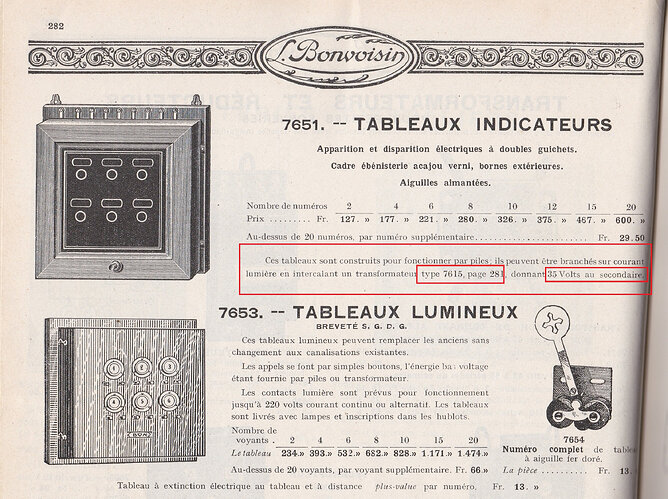 282
L. Bonvoisin
7651. -- TABLEAUX INDICATEURS
Apparition et disparition électriques à doubles guichets.
Cadre ébénisterie acajou verni, bornes extérieures.
Aiguilles aimantées.
Nombre de numéros 2 4 6 8 10 12 15 20
Prix ......... Fr. 127. » 177. » 221. » 280. » 326. » 375. » 467. » 600. »
Au-dessus de 20 numéros, par numéro supplémentaire Fr. 29.50
Ces tableaux sont construits pour fonctionner par piles; ils peuvent être branchés sur courant
lumière en intercalant un transformateur type 7615, page 281, donnant 35 Volts au secondaire.
7653. -- TABLEAUX LUMINEUX
BREVETÉ S. G. D. G.
Ces tableaux lumineux peuvent remplacer les anciens sans
changement aux canalisations existantes.
Les appels se font par simples boutons, l'énergie bas voltage
étant fournie par piles ou transformateur.
Les contacts lumière sont prévus pour fonctionnement
jusqu'à 220 volts courant continu ou alternatif. Les tableaux
sont livrés avec lampes et inscriptions dans les hublots.
Nombre de
voyants . 2 4 6 8 10 15 20
Le tableau 234.» 393.» 532.» 682.» 828.» 1.171.» 1.474.»
Au-dessus de 20 voyants, par voyant supplémentaire. Fr. 66.»
7654
Numéro complet de
à aiguille fer doré.
La pièce Fr. 13.
Tableau à extinction électrique au tableau et à distance plus-value par numéro. Fr. 13. »